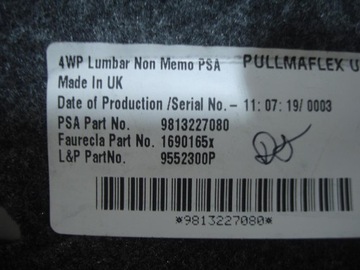 4WP Lumbar Non Memo PSA PULLMAFLEX U
Made In UK
Date of Production /Serial No.- 11: 07: 19/ 0003
PSA Part No. 9813227080
Faurecia Part No. 1690165x
L&P PartNo. 9552300P
*9813227080*